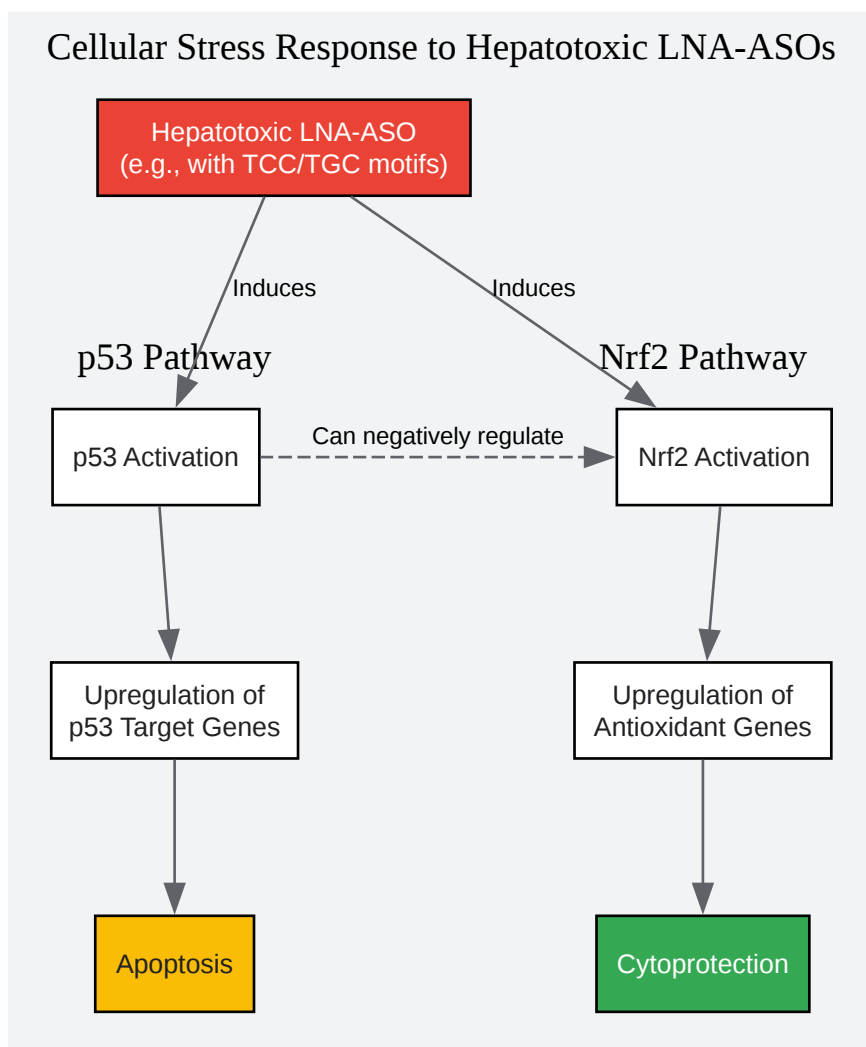 Cellular Stress Response to Hepatotoxic LNA-ASOs
Hepatotoxic LNA-ASO
(e.g., with TCC/TGC motifs)
Induces
Induces
p53 Pathway
Nrf2 Pathway
p53 Activation
Can negatively regulate
Nrf2 Activation
Upregulation of
p53 Target Genes
Upregulation of
Antioxidant Genes
Apoptosis
Cytoprotection